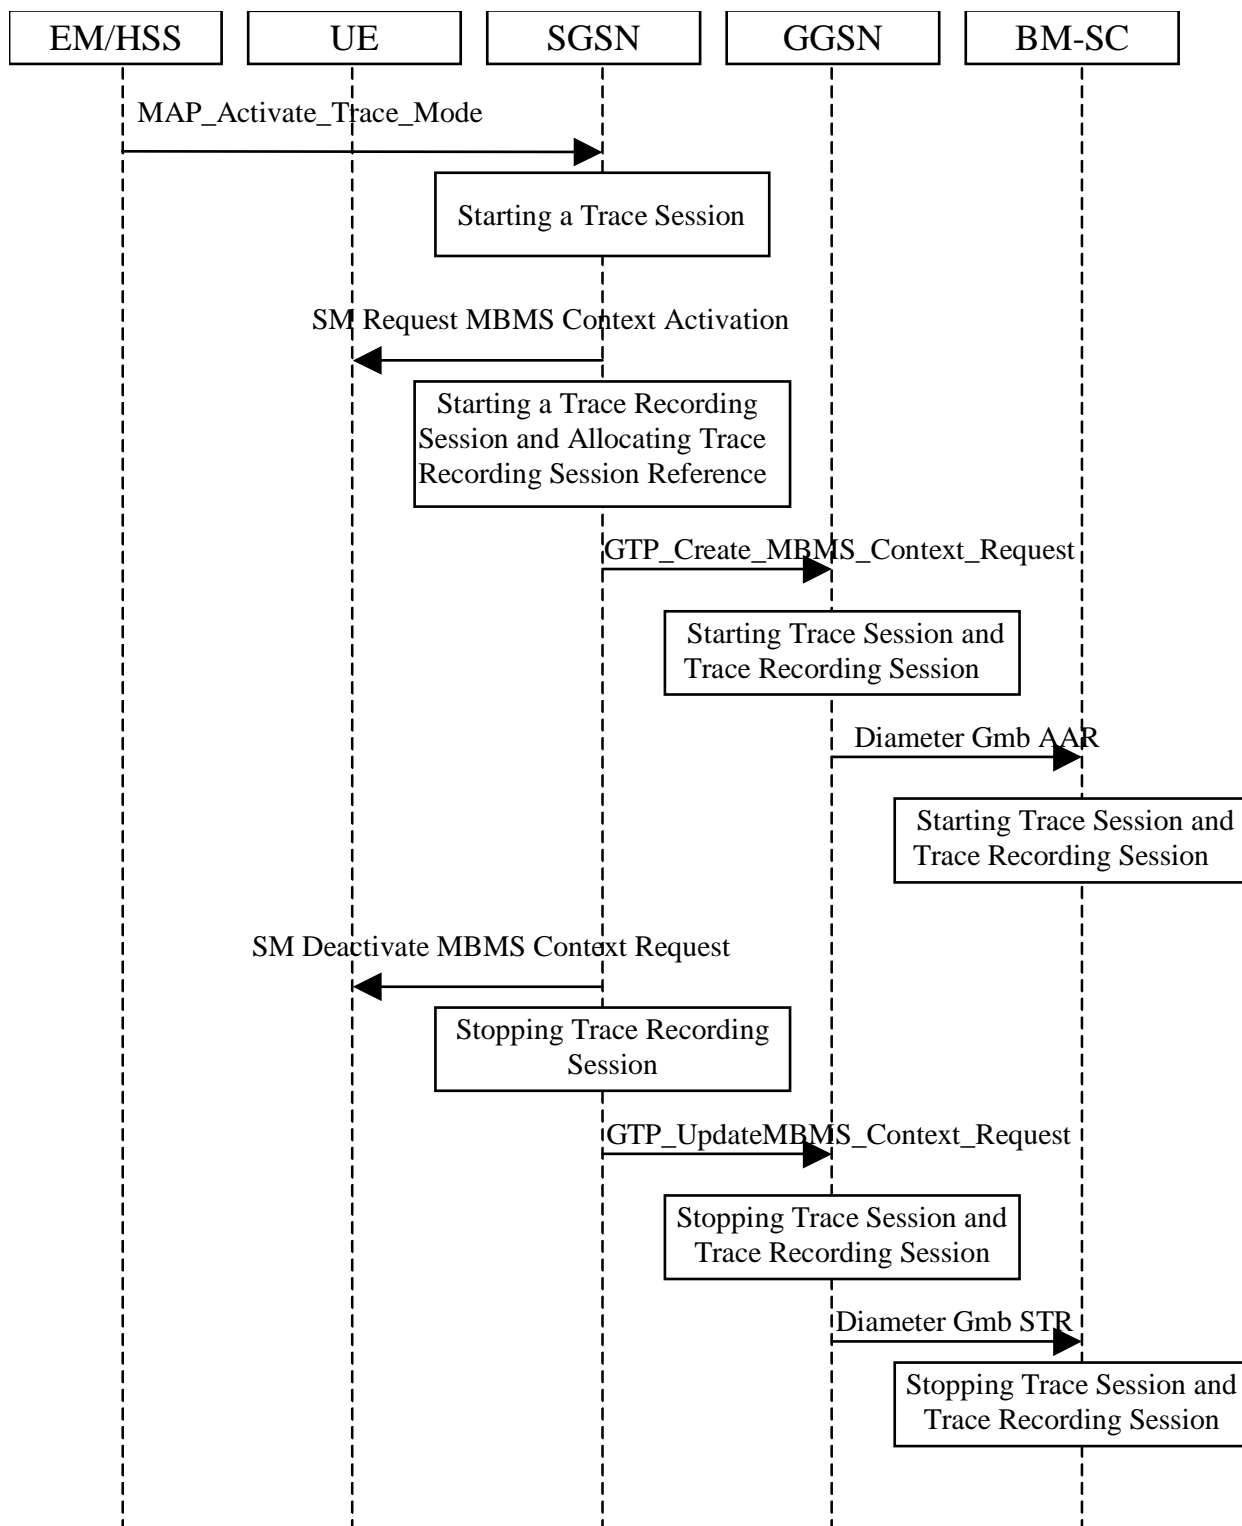 EM/HSS
UE
SGSN
GGSN
BM-SC
MAP_Activate_Trace_Mode
Starting a Trace Session
SM Request MBMS Context Activation
Starting a Trace Recording
Session and Allocating Trace
Recording Session Reference
GTP_Create_MBMS_Context_Request
Starting Trace Session and
Trace Recording Session
Diameter Gmb AAR
Starting Trace Session and
Trace Recording Session
SM Deactivate MBMS Context Request
Stopping Trace Recording
Session
GTP_UpdateMBMS_Context_Request
Stopping Trace Session and
Trace Recording Session
Diameter Gmb STR
Stopping Trace Session and
Trace Recording Session